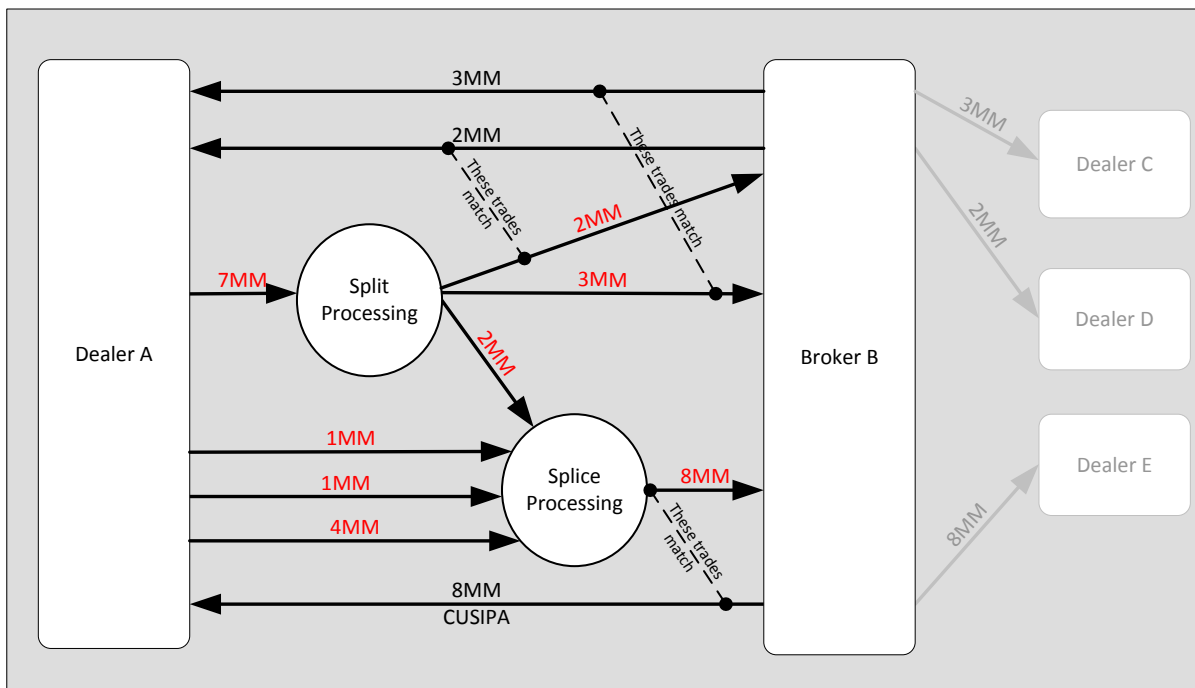 3MM
2MM
These trades
match
These trades match
2MM
3MM
7MM
Split
Processing
2MM
Dealer A
Broker B
3MM
Dealer C
2MM
Dealer D
1MM
1MM
4MM
Splice
Processing
8MM
These trades
match
8MM
CUSIPA
Dealer E
8MM